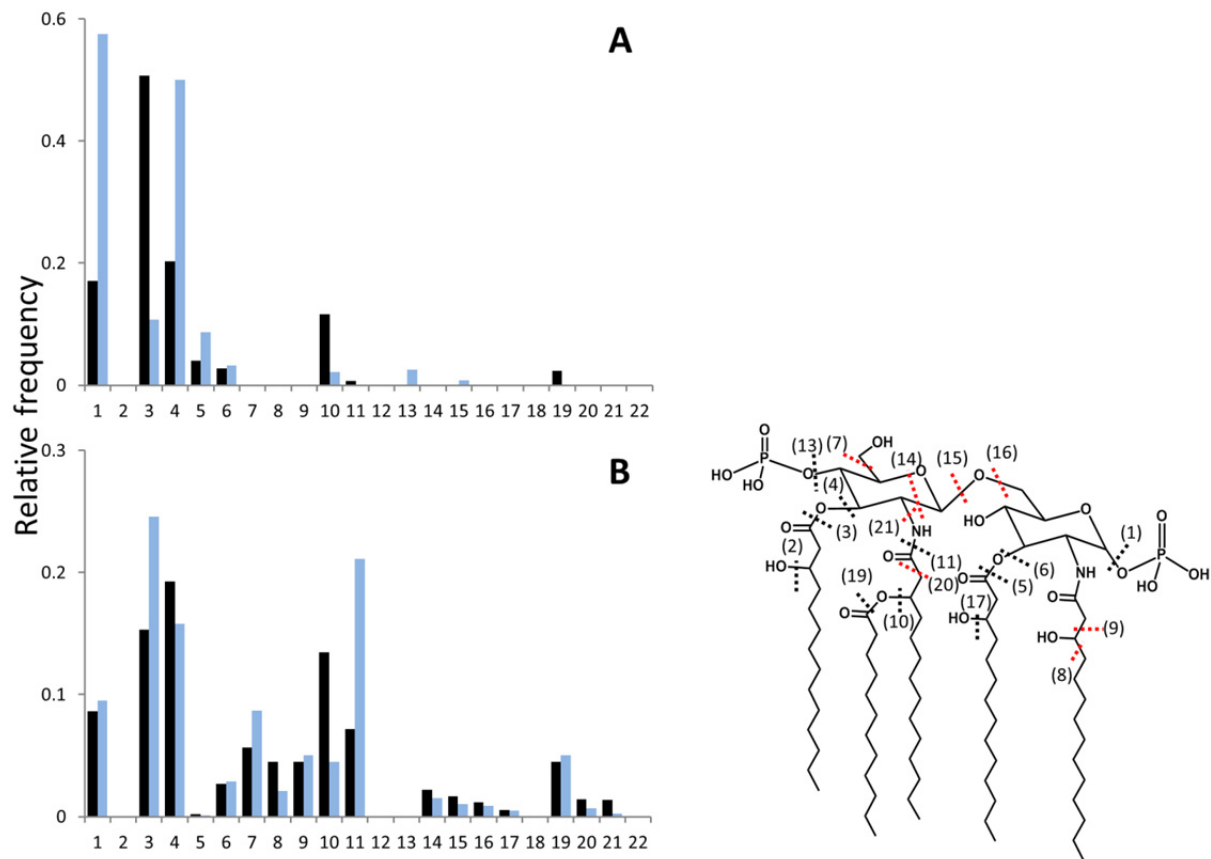 A
0.6
0.4
0.2
0
1 2 3 4 5 6 7 8 9 10 11 12 13 14 15 16 17 18 19 20 21 22
Relative frequency
B
0.3
0.2
0.1
0
1 2 3 4 5 6 7 8 9 10 11 12 13 14 15 16 17 18 19 20 21 22
O
HO P O
HO
(13)
(7)
OH
(14)
O
(15)
O
(16)
(4)
O
(3)
O
(21)
NH
HO
O
(1)
O
P OH
HO
O
(2)
HO
O
(11)
(20)
(19)
O
O
(10)
O
(6)
(5)
O
NH
O
(17)
HO
O
HO
(9)
(8)